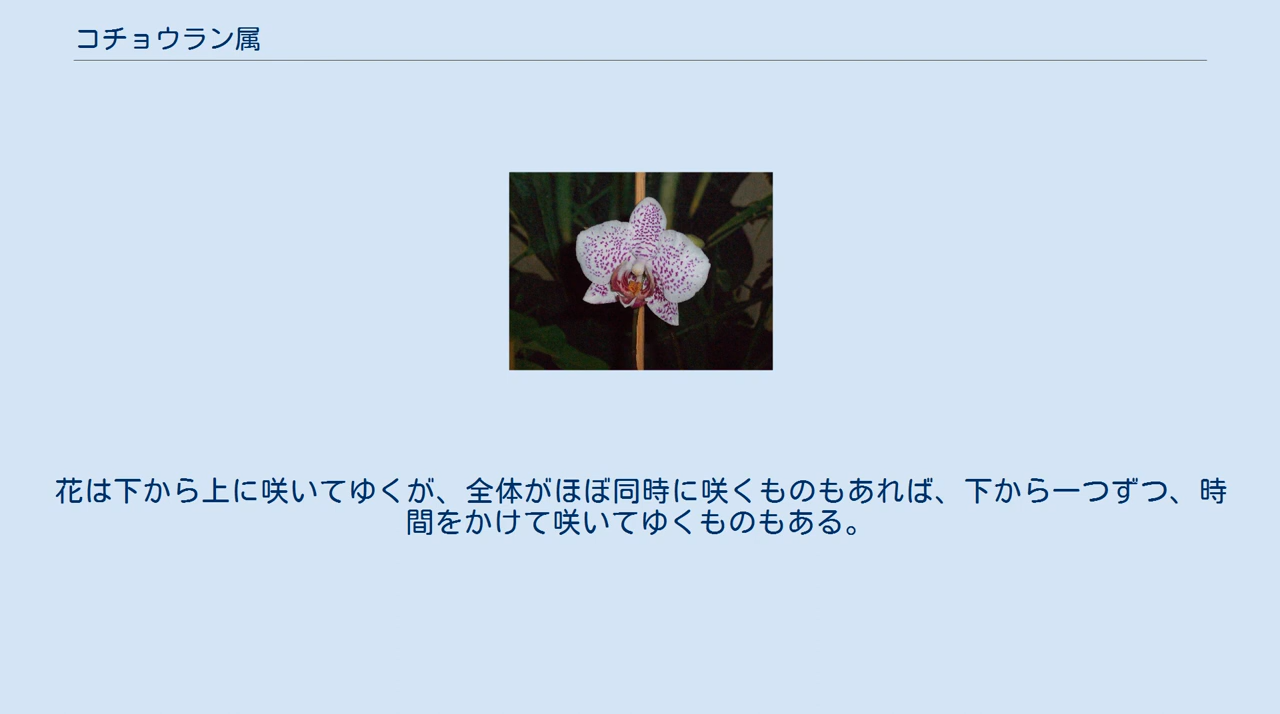 コチョウラン属
花は下から上に咲いてゆくが、全体がほぼ同時に咲くものもあれば、下から一つずつ、時
間をかけて咲いてゆくものもある。